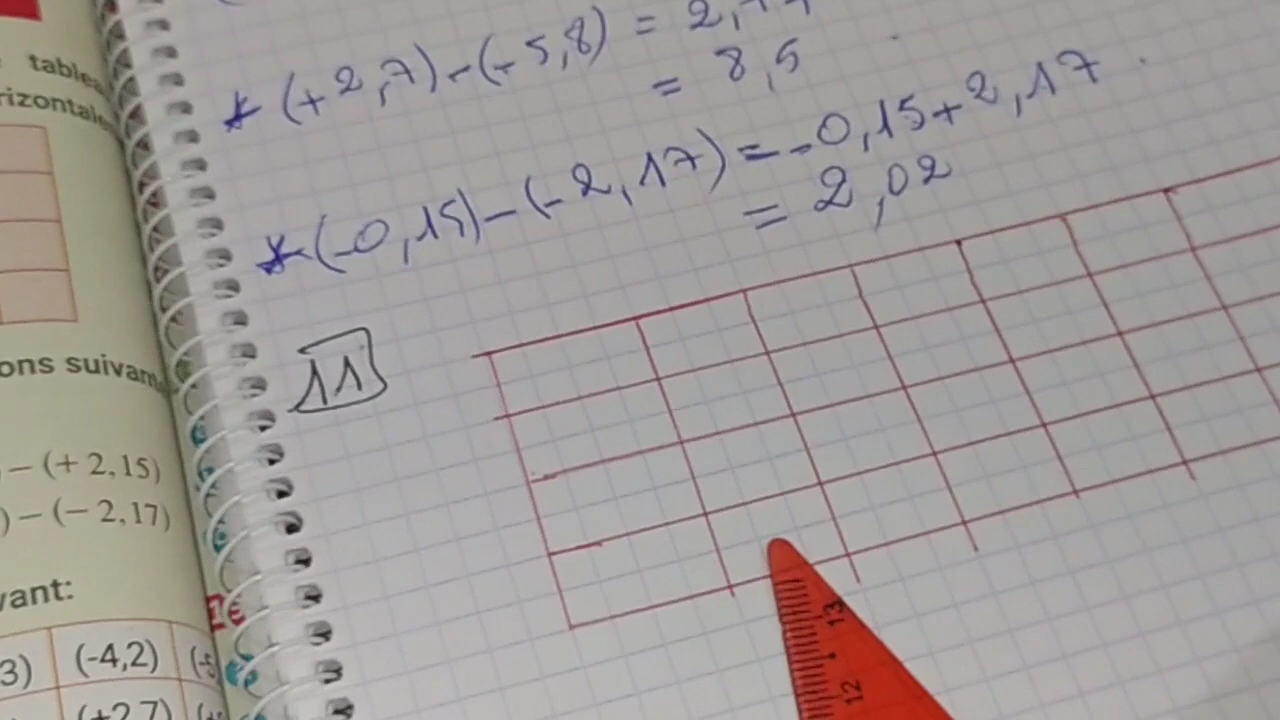 * (+2,7)-(-5,8) = 2,
= 8,5
* (-0,15)-(-2,17) = -0,15+2,17
= 2,02
11
ons suivan
-(+2,15)
)-(-2,17)
vant:
3) (-4,2)
(+2,7)
13
12